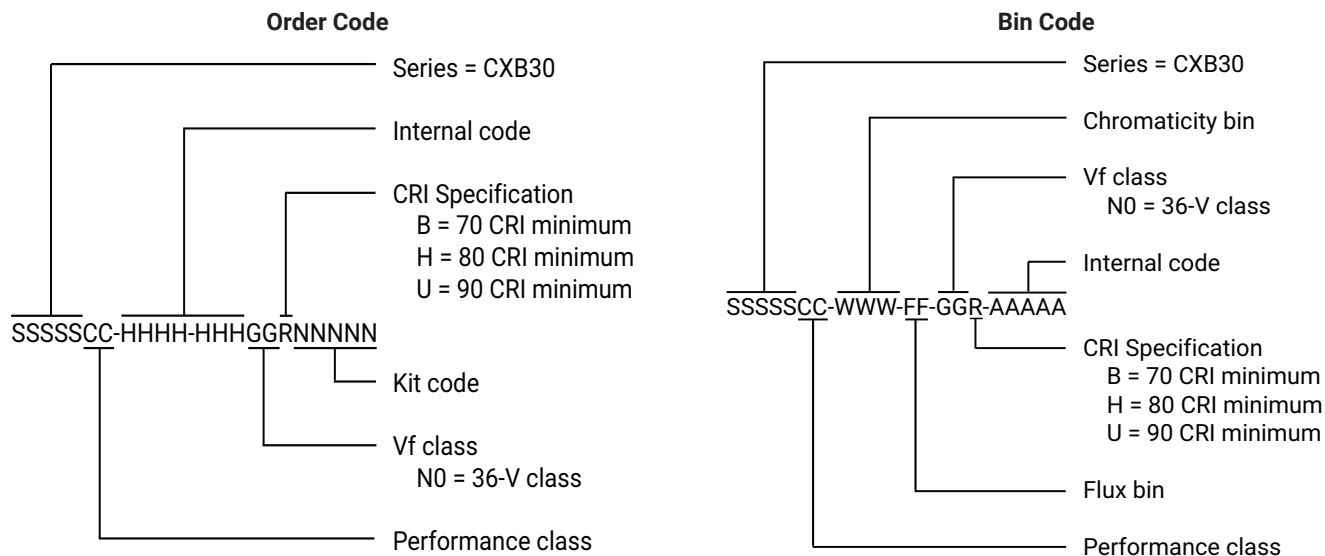 Order Code
Series = CXB30
Internal code
CRI Specification
B = 70 CRI minimum
H = 80 CRI minimum
U = 90 CRI minimum
SSSSSCC-HHHH-HHHGGRNNNNN
Kit code
Vf class
N0 = 36-V class
Performance class
Bin Code
Series = CXB30
Chromaticity bin
Vf class
N0 = 36-V class
Internal code
SSSSSCC-WWW-FF-GGR-AAAAA
CRI Specification
B = 70 CRI minimum
H = 80 CRI minimum
U = 90 CRI minimum
Flux bin
Performance class